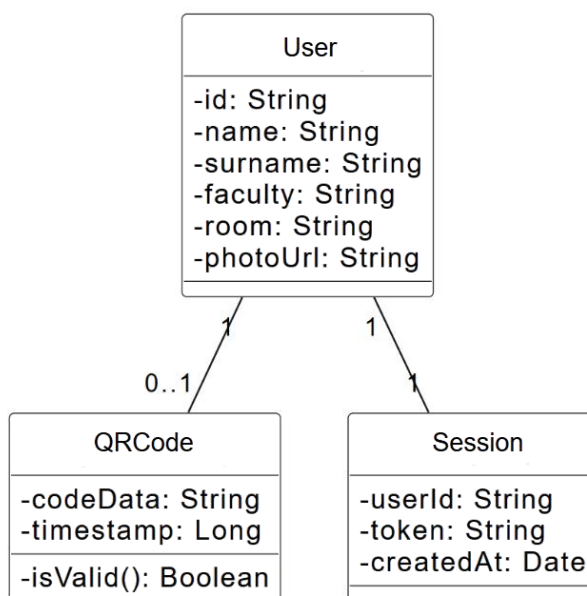 User
-id: String
-name: String
-surname: String
-faculty: String
-room: String
-photoUrl: String
1
1
0..1
1
QRCode
-codeData: String
-timestamp: Long
-isValid(): Boolean
Session
-userId: String
-token: String
-createdAt: Date